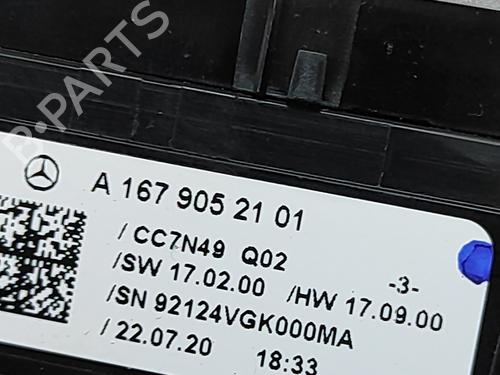 B-PARTS
A 167 905 21 01
/CC7N49 Q02
-3-
/SW 17.02.00 /HW 17.09.00
/SN 92124VGK000MA
/22.07.20 18:33